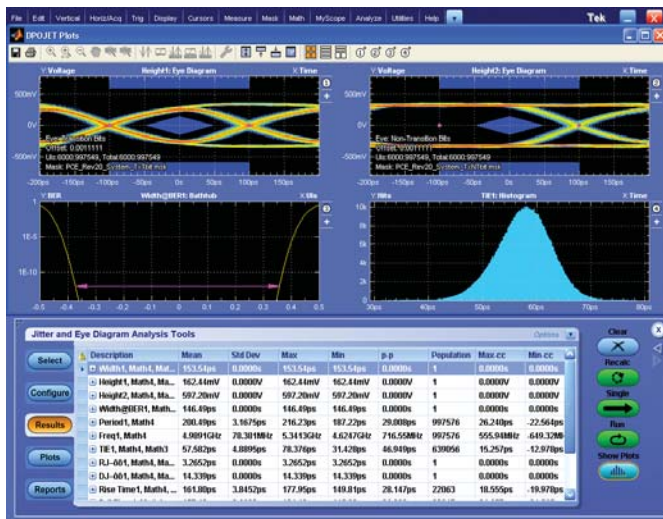 File Edit Vertical Horiz/Acq Trig Display Cursors Measure Mask Math MyScope Analyze Utilities Help Tek
DPOJET Plots
Y:Voltage Height1: Eye Diagram X:Time
500mV
0V
-500mV
Eye: Transition Bits
Offset: 0.0011111
UIs:6000:997549, Total:6000:997549
-200ps -150ps -100ps -50ps 0s 50ps 100ps 150ps
Y:Voltage Height2: Eye Diagram X:Time
500mV
0V
-500mV
Eye: Non-Transition Bits
Offset: 0.0011111
UIs:6000:997549, Total:6000:997549
-200ps -150ps -100ps -50ps 0s 50ps 100ps 150ps
Y:BER Width@BER1: Bathtub X:UIs
1
1E-5
1E-10
-0.5 -0.4 -0.3 -0.2 -0.1 0 0.1 0.2 0.3 0.4 0.5
Y:Hits TIE1: Histogram X:Time
10k
8k
6k
4k
2k
0
30ps 40ps 50ps 60ps 70ps 80ps
Jitter and Eye Diagram Analysis Tools
Options
Clear
Select
Configure
Results
Plots
Reports
Description Mean Std Dev Max Min p-p Population Max-cc Min-cc
Width1, Math4, Mat... 153.54ps 0.0000s 153.54ps 153.54ps 0.0000s 1 0.0000s 0.0000s
Height1, Math4, Ma... 162.44mV 0.0000V 162.44mV 162.44mV 0.0000V 1 0.0000V 0.0000V
Height2, Math4, Ma... 597.20mV 0.0000V 597.20mV 597.20mV 0.0000V 1 0.0000V 0.0000V
Width@BER1, Math... 146.49ps 0.0000s 146.49ps 146.49ps 0.0000s 1 0.0000s 0.0000s
Period1, Math4 200.49ps 3.1675ps 216.23ps 187.22ps 29.008ps 997576 26.240ps -22.564ps
Freq1, Math4 4.9891GHz 78.301MHz 5.3413GHz 4.6247GHz 716.55MHz 997576 555.94MHz
TIE1, Math4, Math3 57.582ps 4.8895ps 78.376ps 31.428ps 46.949ps 639056 15.257ps -12.978ps
RJ-δδ1, Math4, Ma... 3.2652ps 0.0000s 3.2652ps 3.2652ps 0.0000s 1 0.0000s 0.0000s
DJ-δδ1, Math4, Ma... 14.339ps 0.0000s 14.339ps 14.339ps 0.0000s 1 0.0000s 0.0000s
Rise Time1, Math4, ... 161.80ps 3.8452ps 177.95ps 149.81ps 28.147ps 22063 18.555ps -19.978ps
Recalc
Single
Run
Show Plots